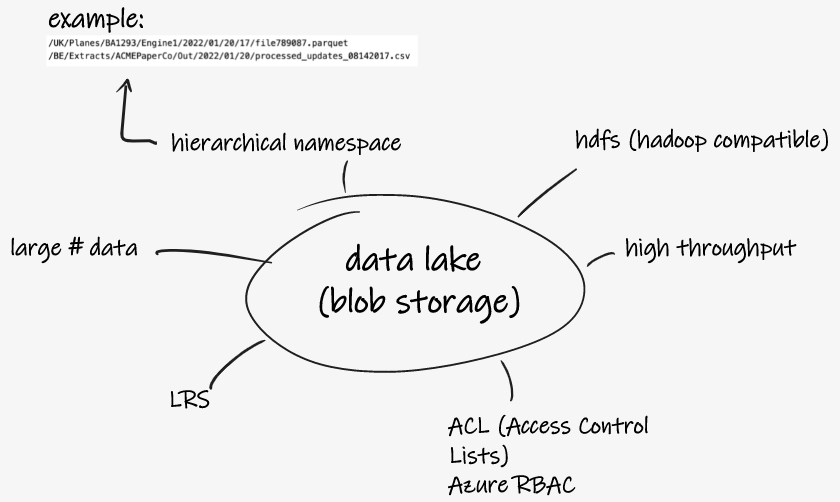 example:
/UK/Planes/BA1293/Engine1/2022/01/20/17/file789087.parquet
/BE/Extracts/ACMEPaperCo/Out/2022/01/20/processed_updates_08142017.csv
hierarchical namespace
hdfs (hadoop compatible)
large # data
high throughput
data lake
(blob storage)
LRS
ACL (Access Control
Lists)
Azure RBAC